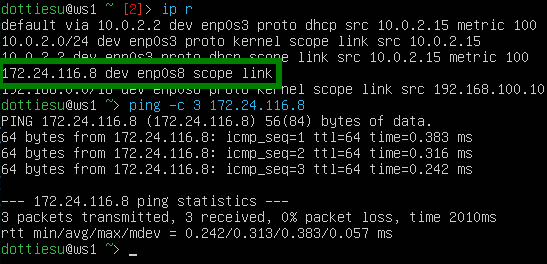 dottiesu@ws1 ~ [2]> ip r
default via 10.0.2.2 dev enp0s3 proto dhcp src 10.0.2.15 metric 100
10.0.2.0/24 dev enp0s3 proto kernel scope link src 10.0.2.15
10.0.2.2 dev enp0s3 proto dhcp scope link src 10.0.2.15 metric 100
172.24.116.8 dev enp0s8 scope link
192.168.0.0/16 dev enp0s8 proto kernel scope link src 192.168.100.10
dottiesu@ws1 ~> ping -c 3 172.24.116.8
PING 172.24.116.8 (172.24.116.8) 56(84) bytes of data.
64 bytes from 172.24.116.8: icmp_seq=1 ttl=64 time=0.383 ms
64 bytes from 172.24.116.8: icmp_seq=2 ttl=64 time=0.316 ms
64 bytes from 172.24.116.8: icmp_seq=3 ttl=64 time=0.242 ms

--- 172.24.116.8 ping statistics ---
3 packets transmitted, 3 received, 0% packet loss, time 2010ms
rtt min/avg/max/mdev = 0.242/0.313/0.383/0.057 ms
dottiesu@ws1 ~> _